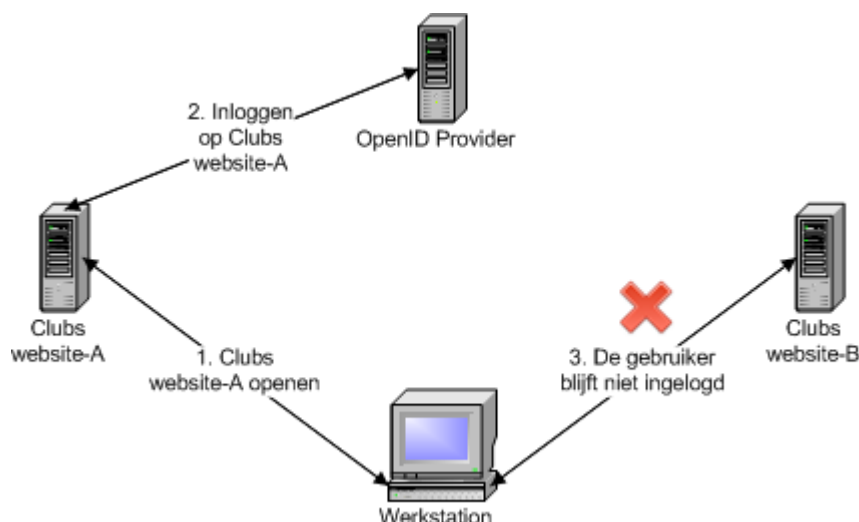 2. Inloggen
op Clubs
website-A
OpenID Provider
Clubs
website-A
1. Clubs
website-A openen
3. De gebruiker
blijft niet ingelogd
Clubs
website-B
Werkstation